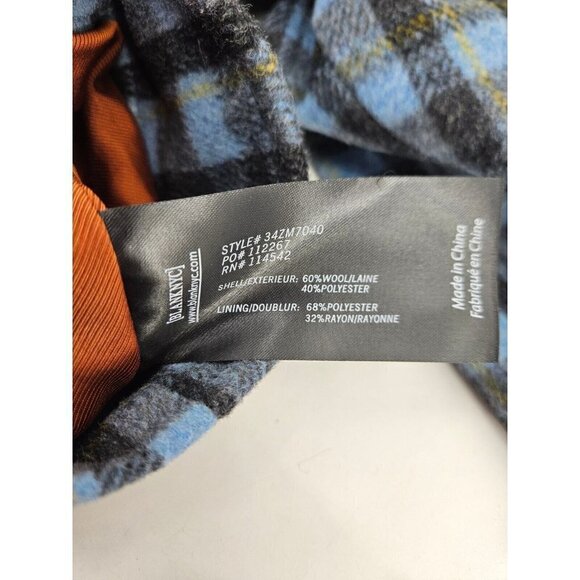 [BLANKNYC]
www.blanknyc.com
STYLE# 34ZM7040
PO# 112267
RN# 114542
SHELL/EXTERIEUR: 60%WOOL/LAINE
40%POLYESTER
LINING/DOUBLUR: 68%POLYESTER
32%RAYON/RAYONNE
Made in China
Fabriqué en Chine